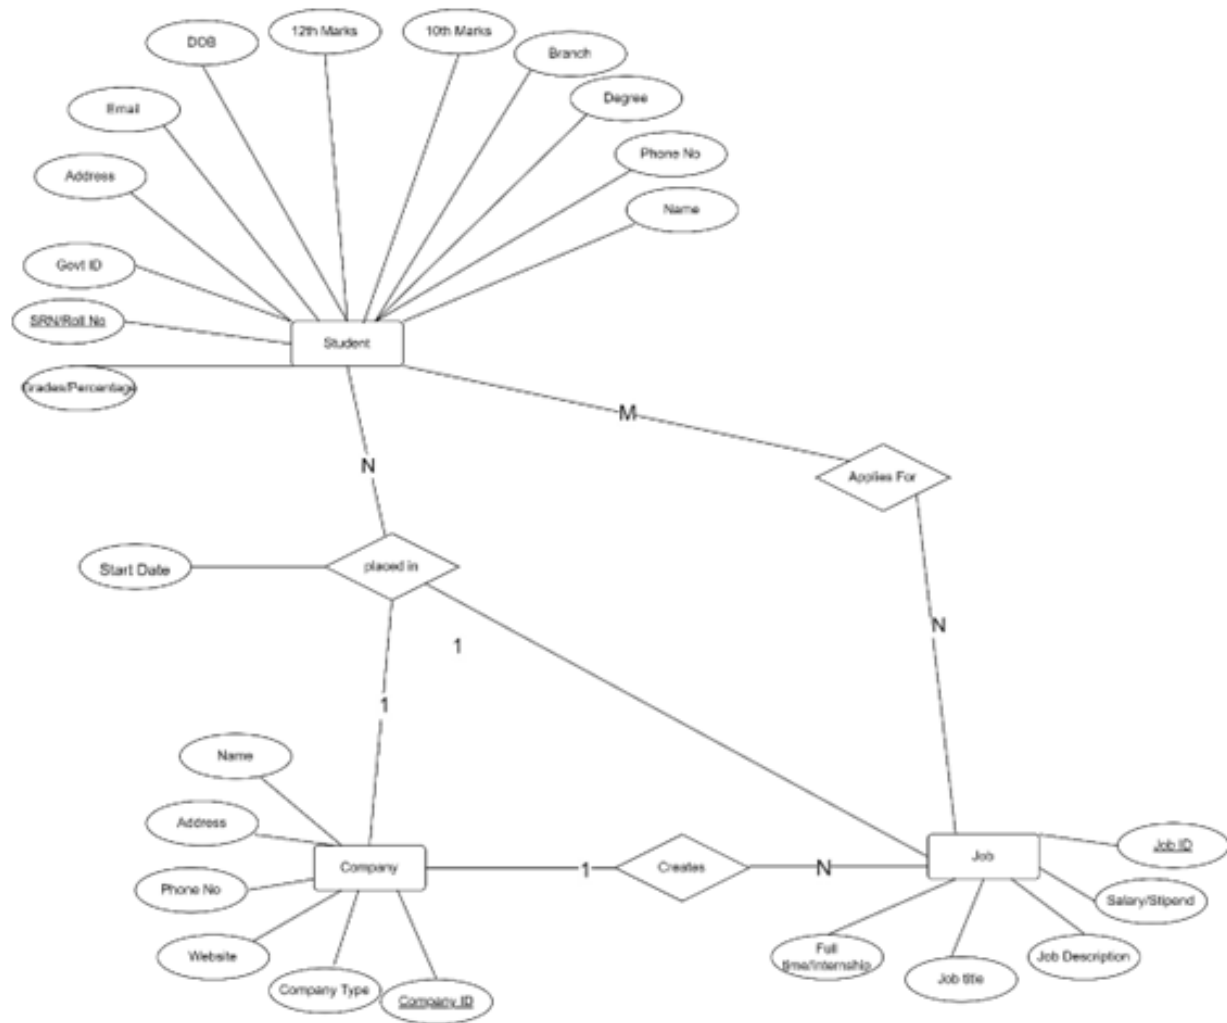 12th Marks
10th Marks
DOB
Branch
Degree
Email
Phone No
Address
Name
Govt ID
SRN/Roll No
Student
Grades/Percentage
M
N
Applies For
Start Date
placed in
N
1
1
Name
Address
Company
Creates
1
N
Job
Job ID
Phone No
Salary/Stipend
Website
Full
time/Internship
Job Description
Job title
Company Type
Company ID